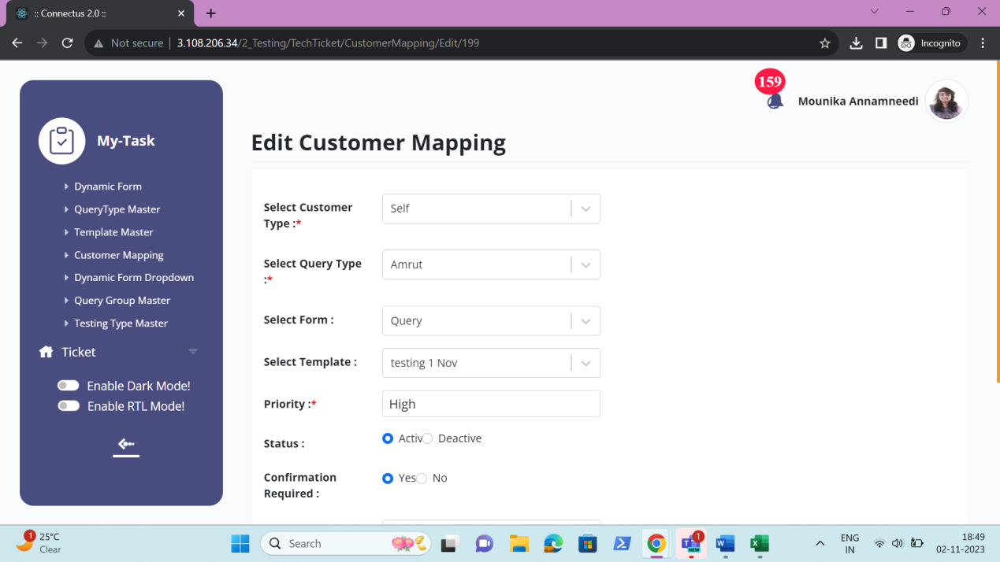 :: Connectus 2.0 ::
Not secure
3.108.206.34/2_Testing/TechTicket/CustomerMapping/Edit/199
Incognito
159
Mounika Annamneedi
My-Task
Dynamic Form
QueryType Master
Template Master
Customer Mapping
Dynamic Form Dropdown
Query Group Master
Testing Type Master
Ticket
Enable Dark Mode!
Enable RTL Mode!
Edit Customer Mapping
Select Customer
Type :*
Self
Select Query Type
:*
Amrut
Select Form :
Query
Select Template :
testing 1 Nov
Priority :*
High
Status :
Activ
Deactive
Confirmation
Required :
Yes
No
1
25°C
Clear
Search
1
NEW
ENG
IN
18:49
02-11-2023